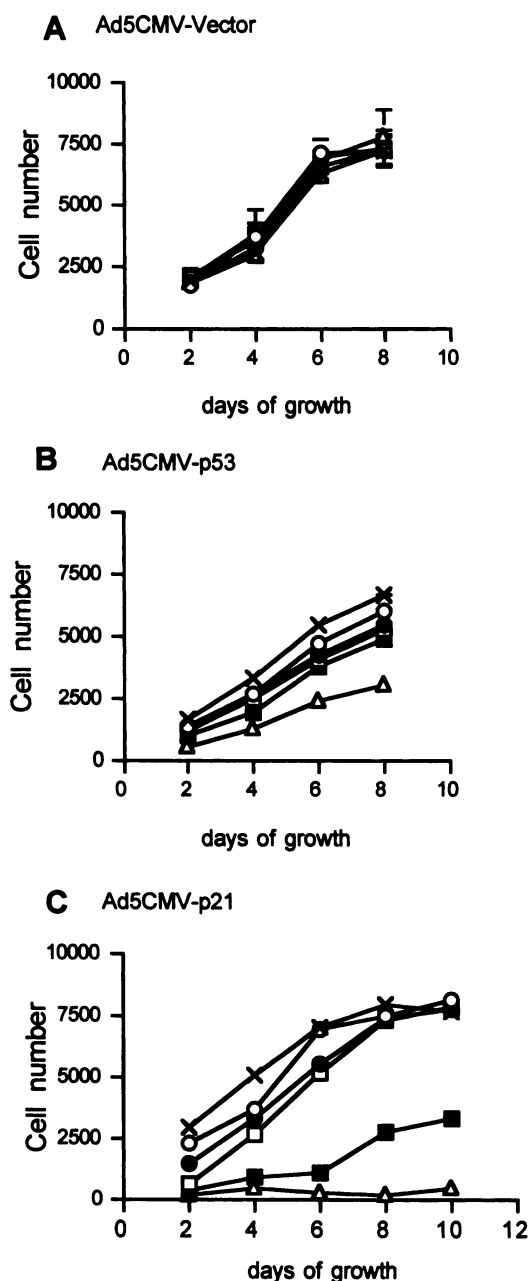 A Ad5CMV-Vector
10000
7500
5000
2500
0
Cell number
0 2 4 6 8 10
days of growth
B Ad5CMV-p53
10000
7500
5000
2500
0
Cell number
0 2 4 6 8 10
days of growth
C Ad5CMV-p21
10000
7500
5000
2500
0
Cell number
0 2 4 6 8 10 12
days of growth